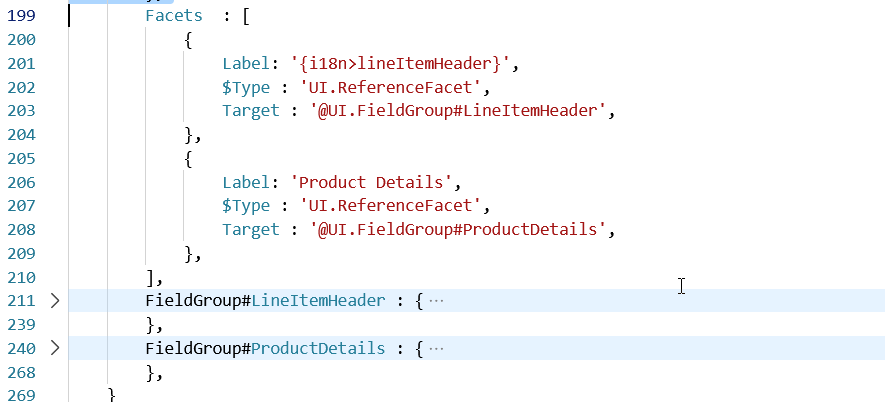 199 Facets : [
200 {
201 Label: '{i18n>lineItemHeader}',
202 $Type : 'UI.ReferenceFacet',
203 Target : '@UI.FieldGroup#LineItemHeader',
204 },
205 {
206 Label: 'Product Details',
207 $Type : 'UI.ReferenceFacet',
208 Target : '@UI.FieldGroup#ProductDetails',
209 },
210 ],
211 > FieldGroup#LineItemHeader : { ···
239 },
240 > FieldGroup#ProductDetails : { ···
268 },
269 }